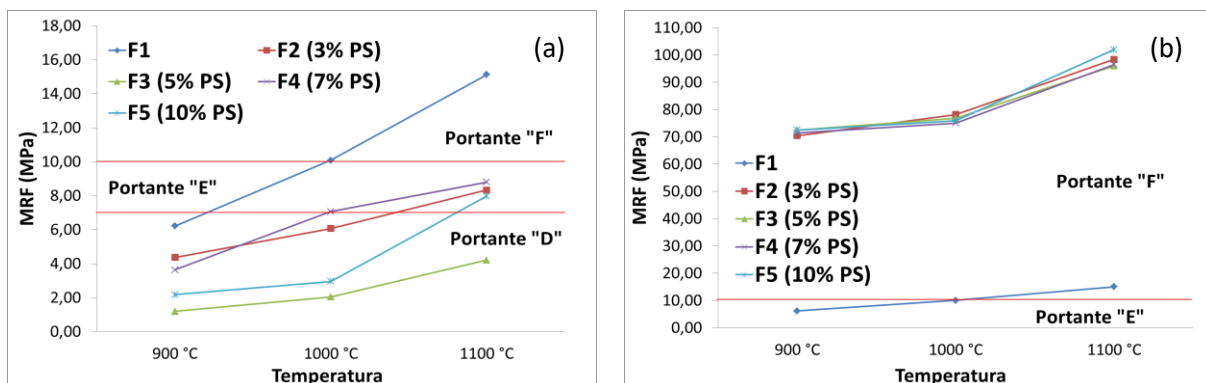 (a)
MRF (MPa)
18,00
16,00
14,00
12,00
10,00
8,00
6,00
4,00
2,00
0,00
F1
F2 (3% PS)
F3 (5% PS)
F4 (7% PS)
F5 (10% PS)
Portante "F"
Portante "E"
Portante "D"
900 °C
1000 °C
1100 °C
Temperatura
(b)
MRF (MPa)
110,00
100,00
90,00
80,00
70,00
60,00
50,00
40,00
30,00
20,00
10,00
0,00
F1
F2 (3% PS)
F3 (5% PS)
F4 (7% PS)
F5 (10% PS)
Portante "F"
Portante "E"
900 °C
1000 °C
1100 °C
Temperatura